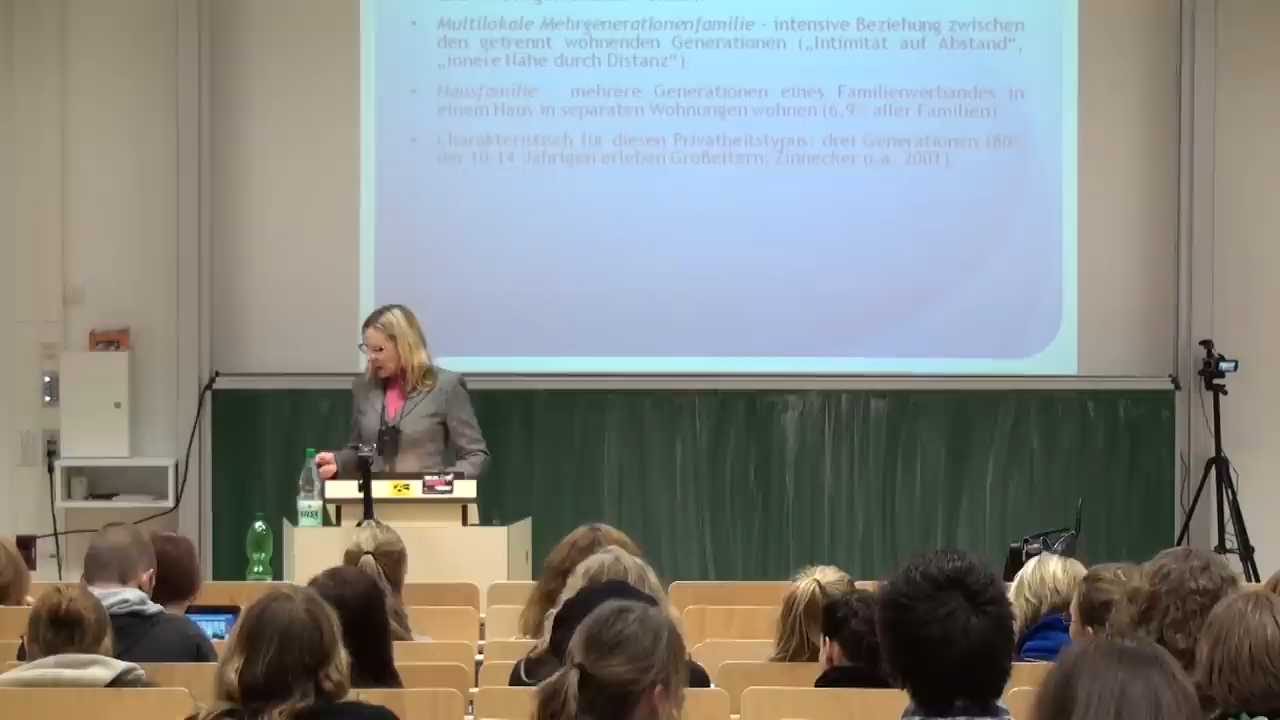 • Multilokale Mehrgenerationenfamilie – intensive Beziehung zwischen
den getrennt wohnenden Generationen („Intimität auf Abstand“,
„innere Nähe durch Distanz“).
• Hausfamilie – mehrere Generationen eines Familienverbandes in
einem Haus in separaten Wohnungen wohnen (6,9% aller Familien)
• Charakteristisch für diesen Privatheitstypus: drei Generationen (80%
der 10-14 Jährigen erleben Großeltern; Zinnecker u.a. 2001).